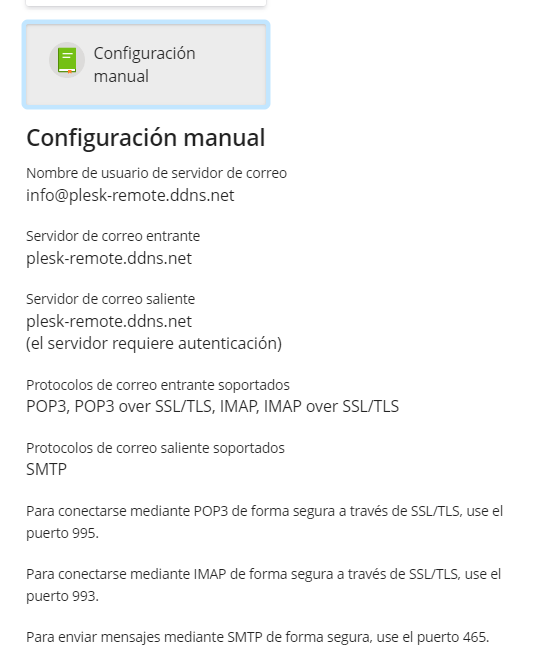 Configuración
manual
Configuración manual
Nombre de usuario de servidor de correo
info@plesk-remote.ddns.net
Servidor de correo entrante
plesk-remote.ddns.net
Servidor de correo saliente
plesk-remote.ddns.net
(el servidor requiere autenticación)
Protocolos de correo entrante soportados
POP3, POP3 over SSL/TLS, IMAP, IMAP over SSL/TLS
Protocolos de correo saliente soportados
SMTP
Para conectarse mediante POP3 de forma segura a través de SSL/TLS, use el
puerto 995.
Para conectarse mediante IMAP de forma segura a través de SSL/TLS, use el
puerto 993.
Para enviar mensajes mediante SMTP de forma segura, use el puerto 465.